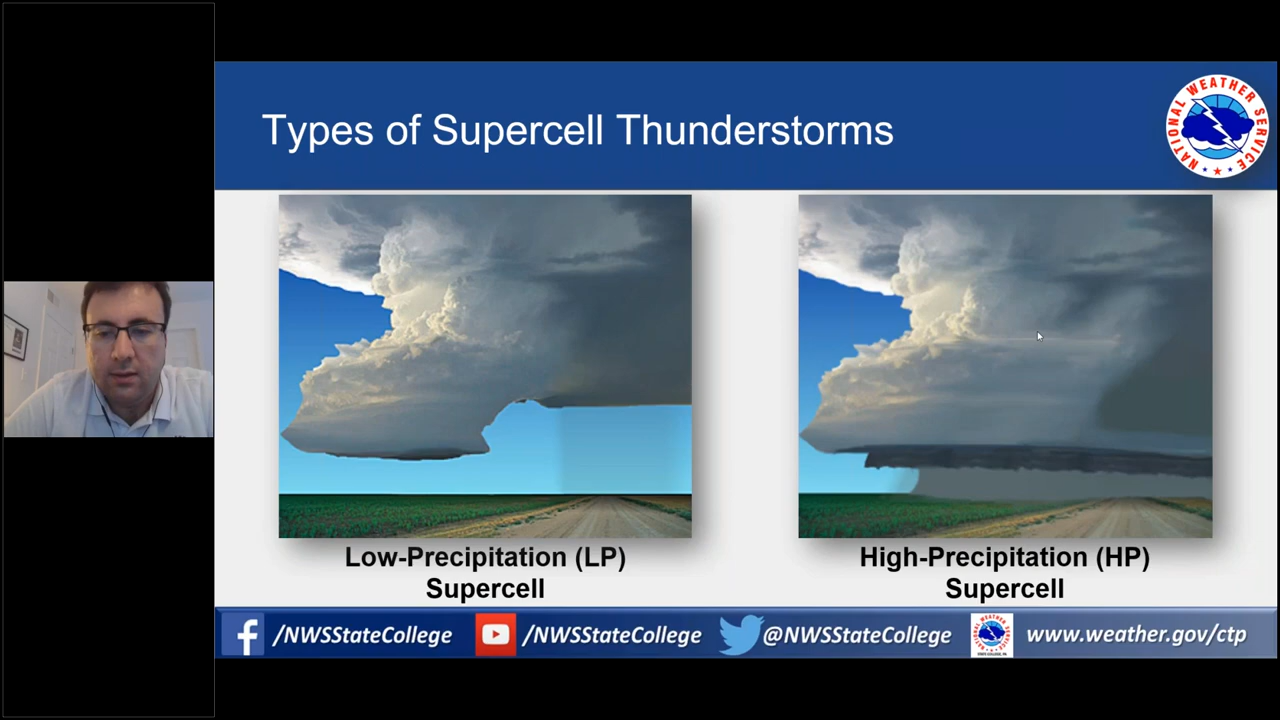 Types of Supercell Thunderstorms
NATIONAL WEATHER SERVICE
Low-Precipitation (LP)
Supercell
High-Precipitation (HP)
Supercell
/NWSStateCollege
/NWSStateCollege
@NWSStateCollege
www.weather.gov/ctp